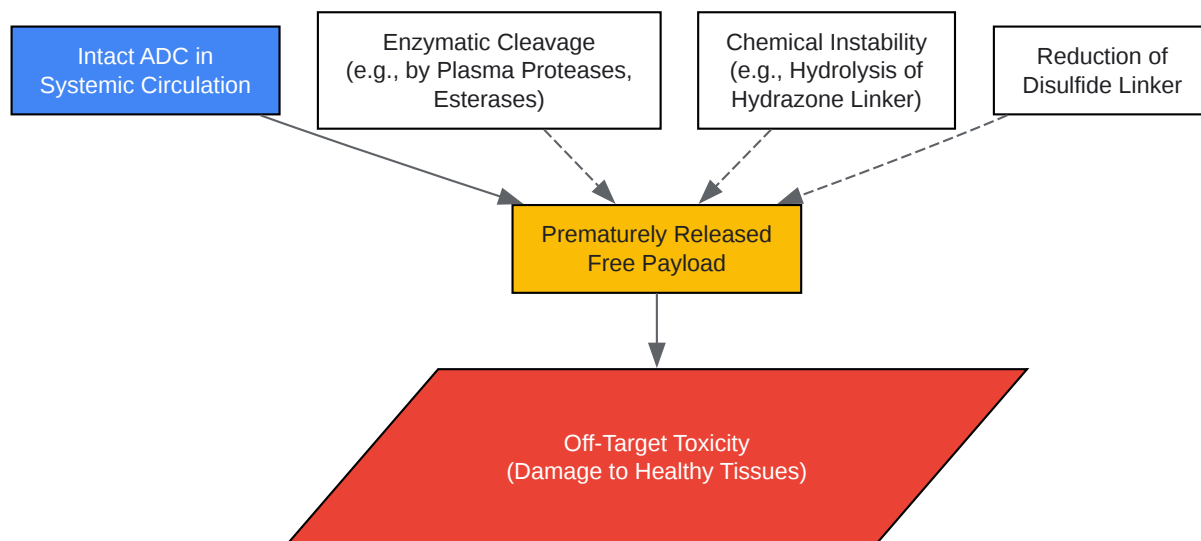 Intact ADC in
Systemic Circulation
Enzymatic Cleavage
(e.g., by Plasma Proteases,
Esterases)
Chemical Instability
(e.g., Hydrolysis of
Hydrazone Linker)
Reduction of
Disulfide Linker
Prematurely Released
Free Payload
Off-Target Toxicity
(Damage to Healthy Tissues)